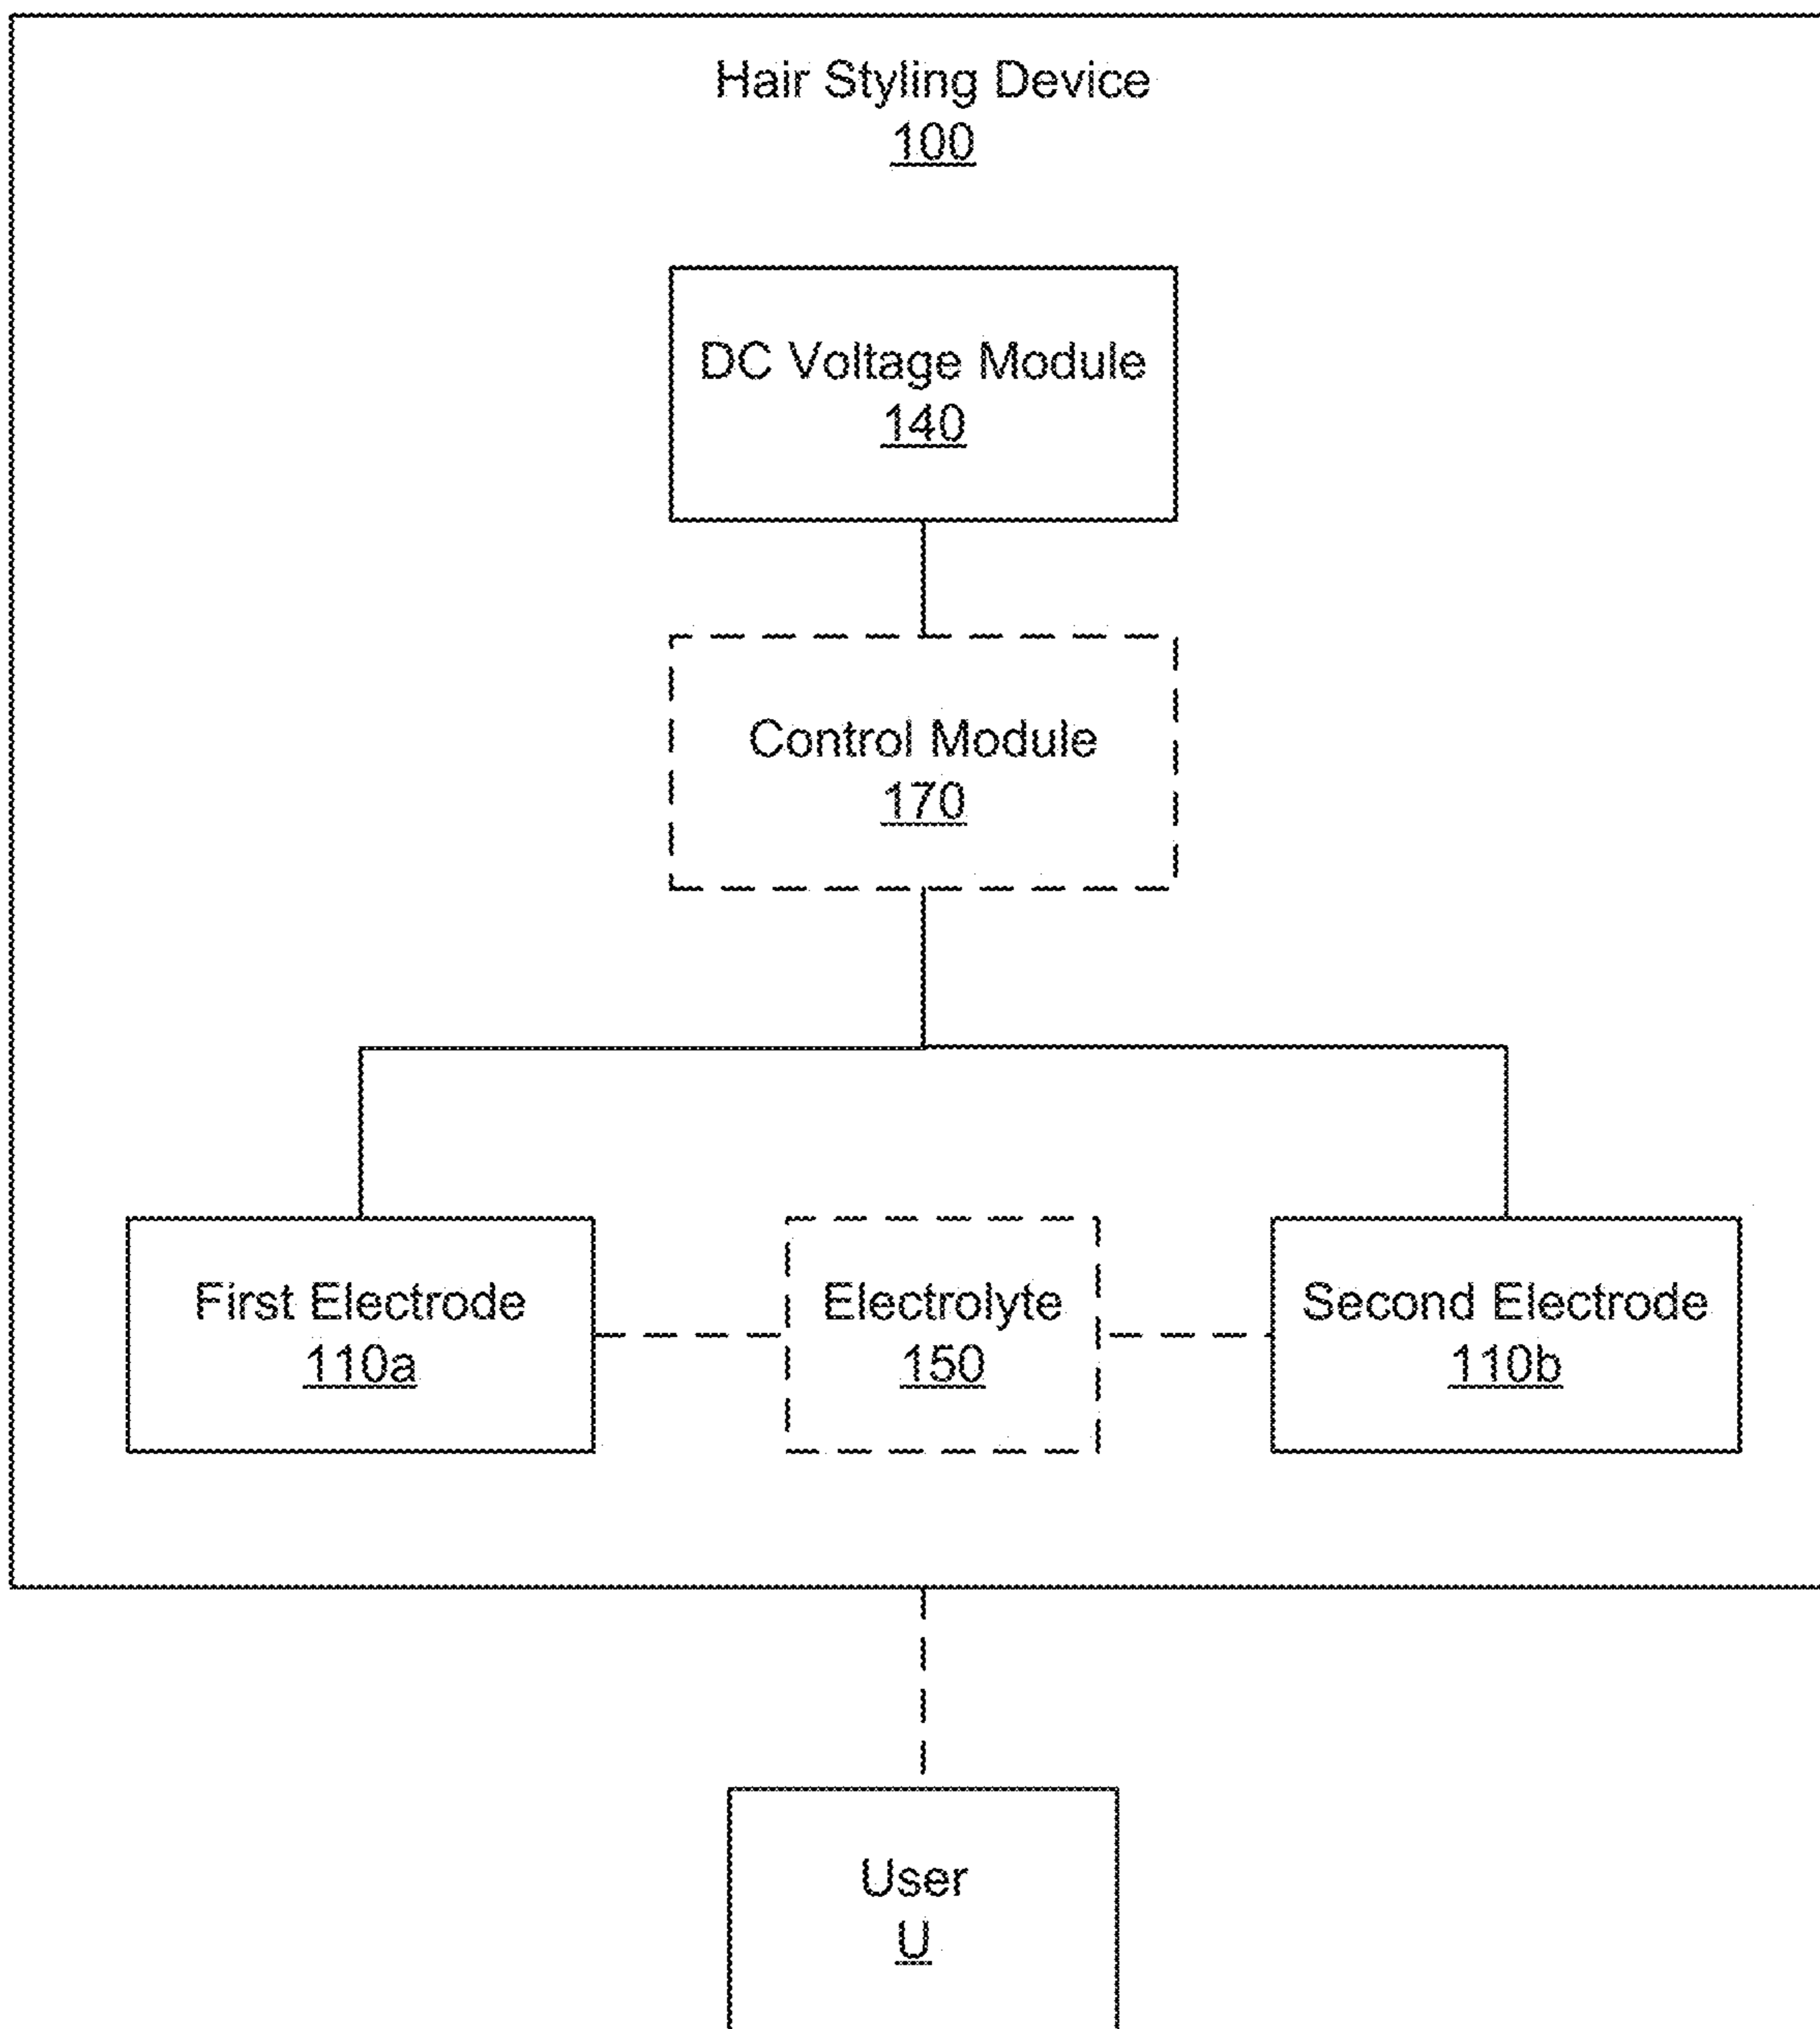 Hair Styling Device
100
DC Voltage Module
140
Control Module
170
First Electrode
110a
Electrolyte
150
Second Electrode
110b
User
U